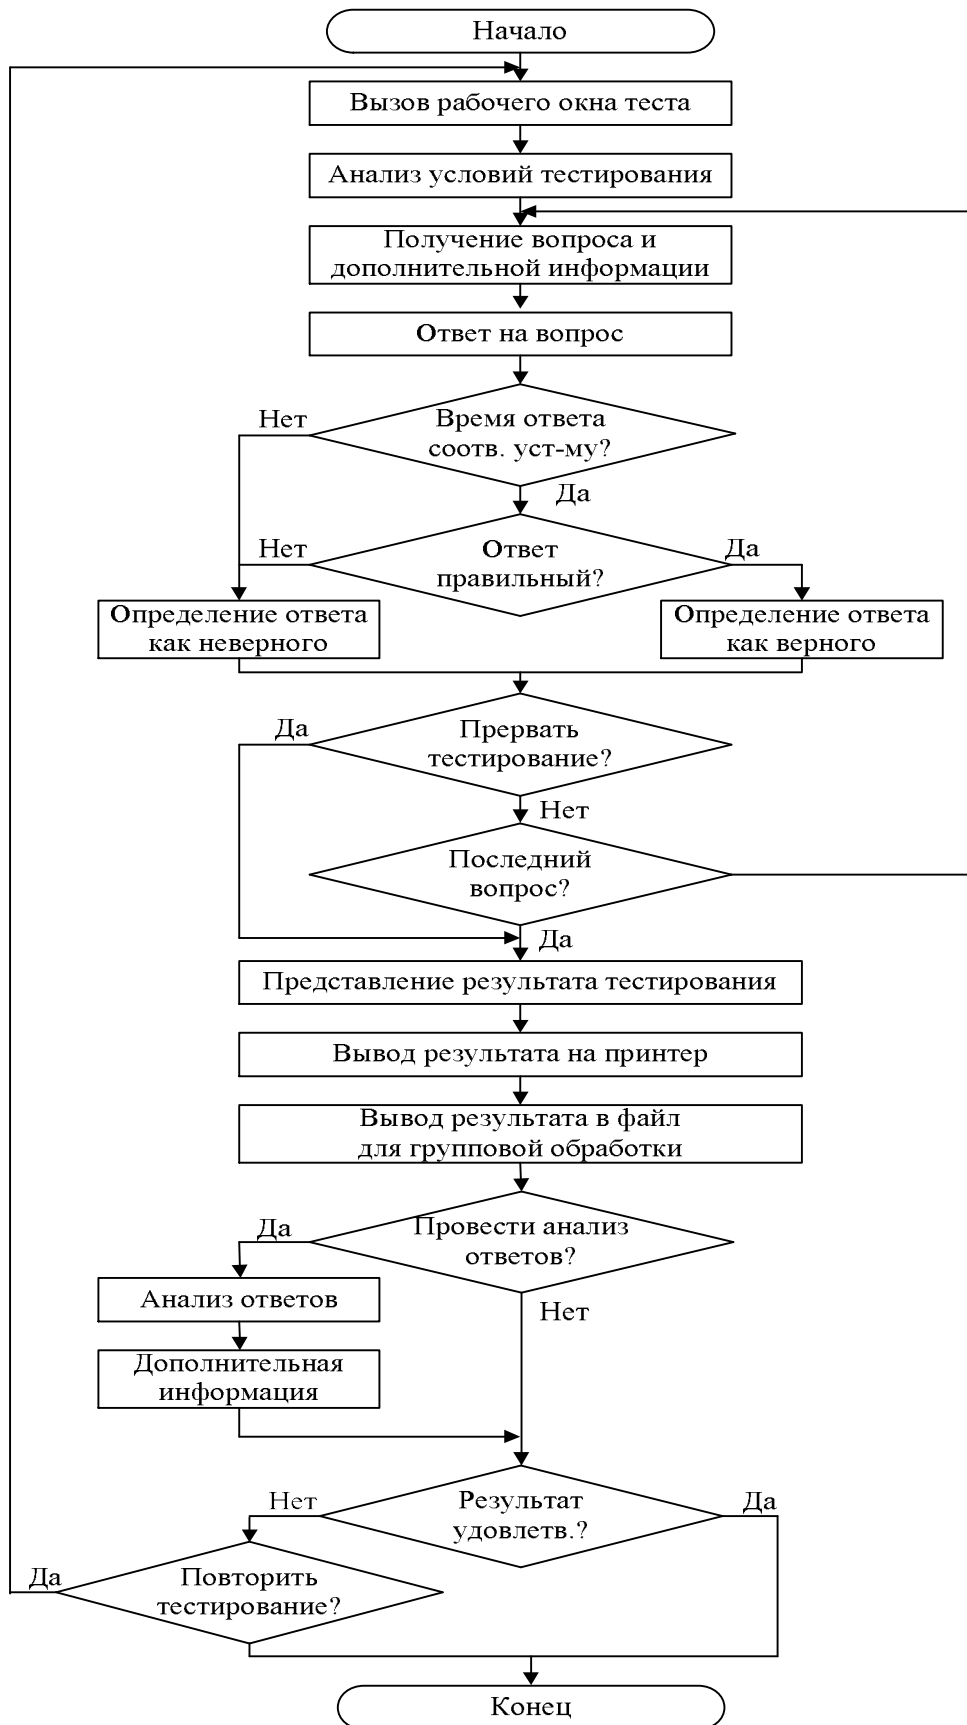 Начало
Вызов рабочего окна теста
Анализ условий тестирования
Получение вопроса и
дополнительной информации
Ответ на вопрос
Время ответа
соотв. уст-му?
Нет
Да
Ответ
правильный?
Нет
Да
Определение ответа
как неверного
Определение ответа
как верного
Прервать
тестирование?
Да
Нет
Последний
вопрос?
Да
Представление результата тестирования
Вывод результата на принтер
Вывод результата в файл
для групповой обработки
Провести анализ
ответов?
Да
Нет
Анализ ответов
Дополнительная
информация
Результат
удовлетв.?
Нет
Да
Повторить
тестирование?
Да
Конец